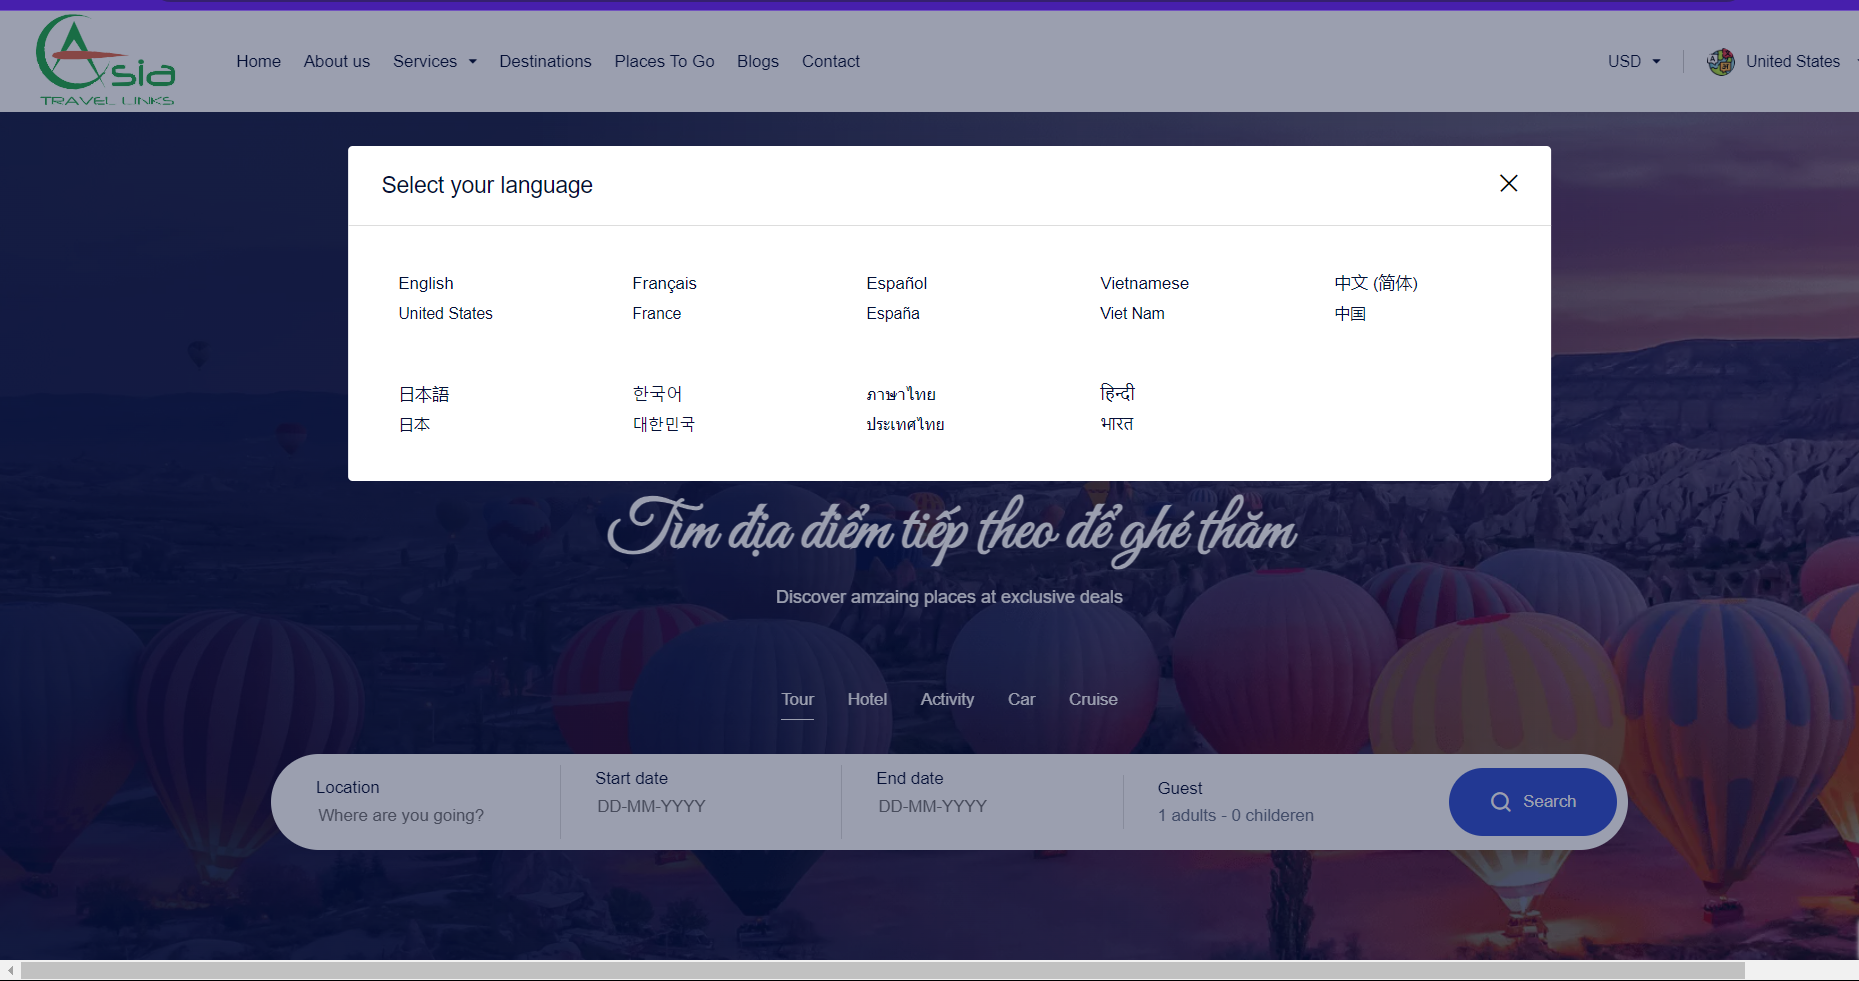 Asia
TRAVEL LINKS
Home About us Services Destinations Places To Go Blogs Contact USD United States
Select your language
English Français Español Vietnamese 中文 (简体)
United States France España Viet Nam 中国
日本語 한국어 ภาษาไทย हिन्दी
日本 대한민국 ประเทศไทย भारत
Tìm địa điểm tiếp theo để ghé thăm
Discover amzaing places at exclusive deals
Tour Hotel Activity Car Cruise
Location Start date End date Guest
Where are you going? DD-MM-YYYY DD-MM-YYYY 1 adults - 0 childeren
Search